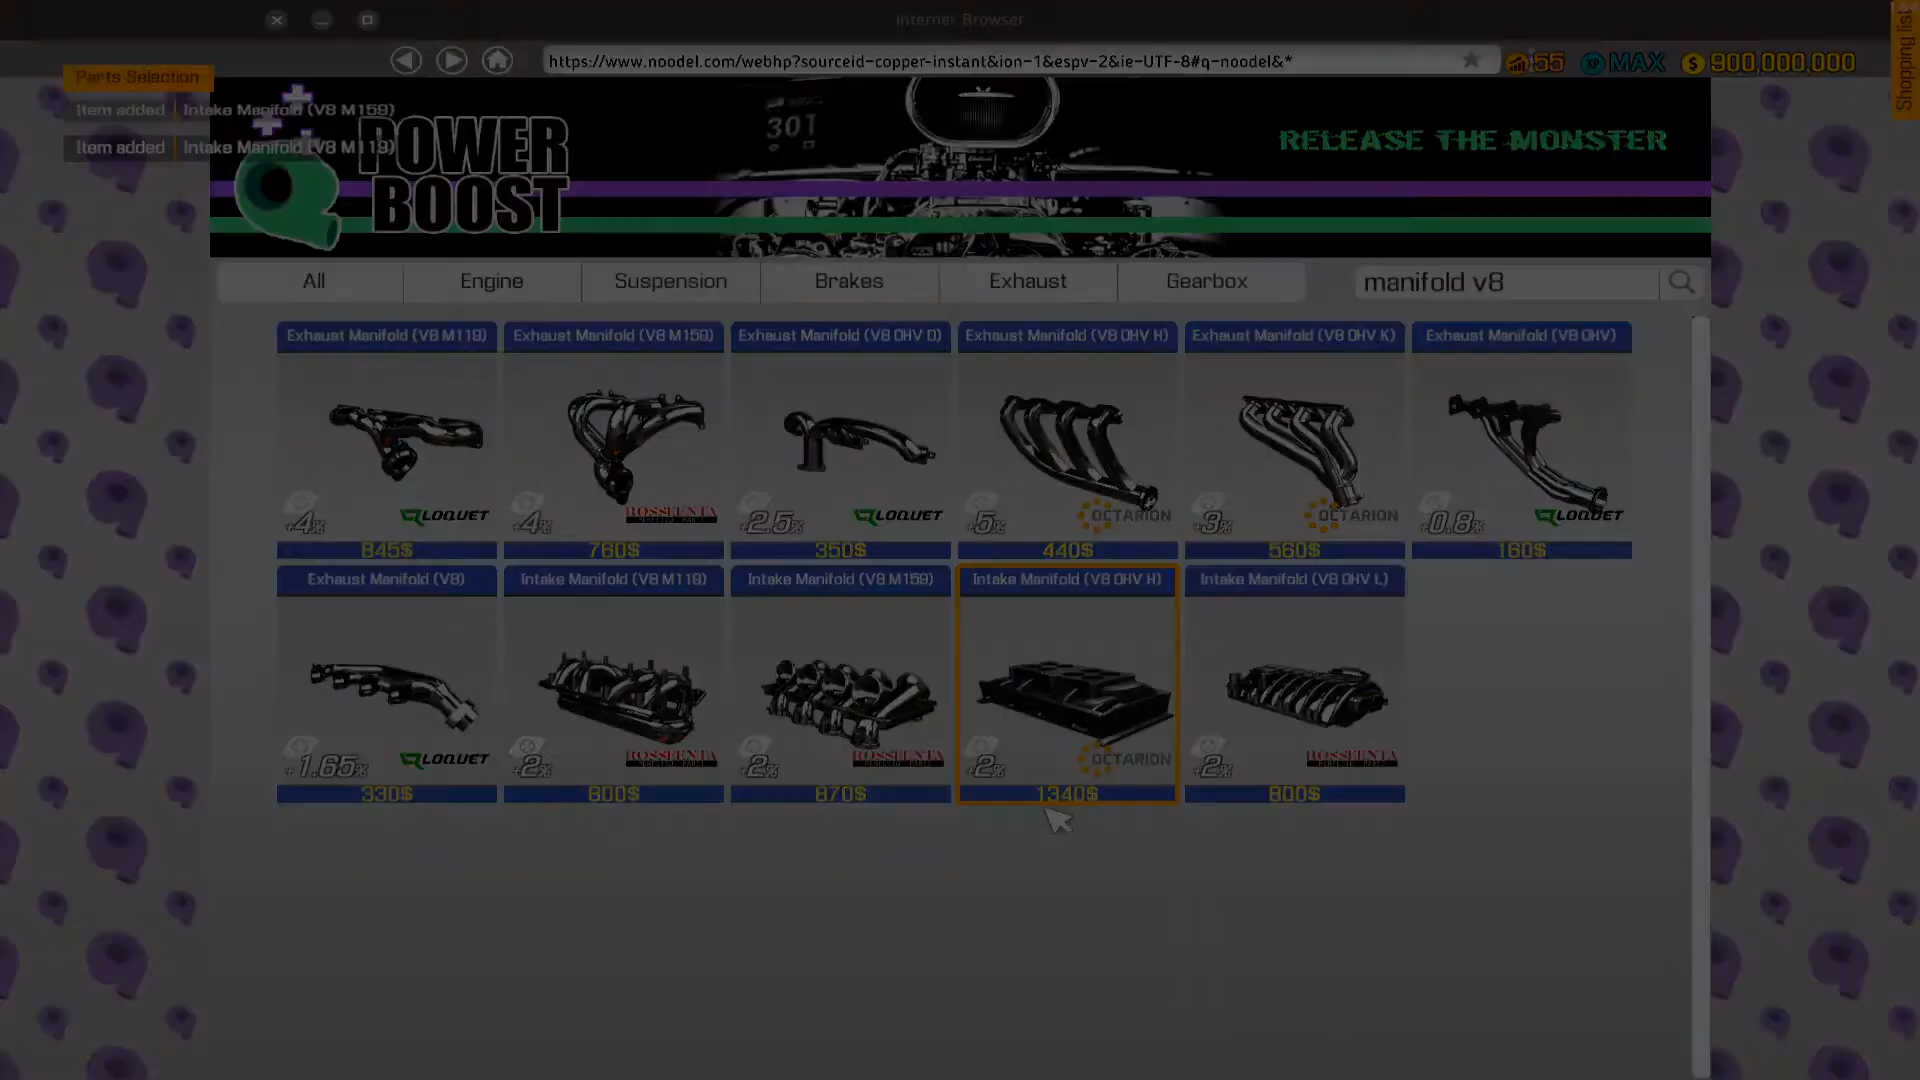 Internet Browser
https://www.noodel.com/webhp?sourceid-copper-instant&ion-1&espv-2&ie-UTF-8#q-noodel&*
55
XP MAX
$ 900,000,000
Shopping list
Parts Selection
Item added Intake Manifold (V8 M159)
Item added Intake Manifold (V8 M119)
POWER
BOOST
30T
RELEASE THE MONSTER
All
Engine
Suspension
Brakes
Exhaust
Gearbox
manifold v8
Exhaust Manifold (V8 M119)
+4%
LOQUET
845$
Exhaust Manifold (V8 M159)
+4%
760$
Exhaust Manifold (V8 OHV D)
+2.5%
LOQUET
350$
Exhaust Manifold (V8 OHV H)
+5%
OCTARION
440$
Exhaust Manifold (V8 OHV K)
+3%
OCTARION
560$
Exhaust Manifold (V8 OHV)
+0.8%
LOQUET
160$
Exhaust Manifold (V8)
+1.65%
LOQUET
330$
Intake Manifold (V8 M119)
+2%
800$
Intake Manifold (V8 M159)
+2%
870$
Intake Manifold (V8 OHV H)
+2%
OCTARION
1340$
Intake Manifold (V8 OHV L)
+2%
800$